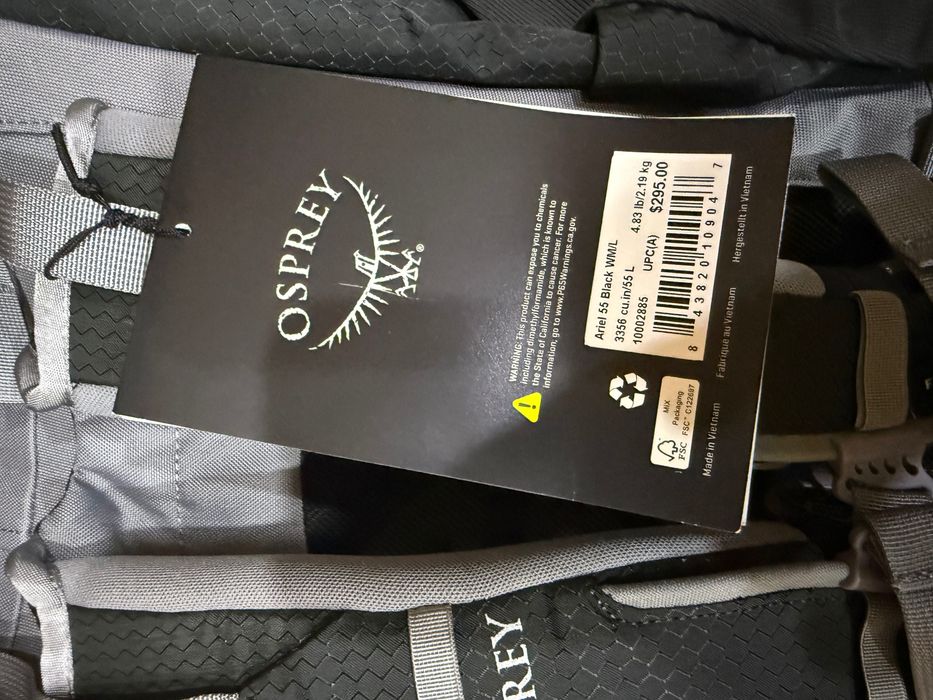 OSPREY
®
WARNING: This product can expose you to chemicals
including dimethylformamide, which is known to
the State of California to cause cancer. For more
information, go to www.P65Warnings.ca.gov.
Ariel 55 Black WM/L 4.83 lb/2.19 kg
3356 cu.in/55 L $295.00
10002885 UPC(A)
8 43820 10904 7
MIX
Packaging
FSC FSC™ C122687
Made in Vietnam Fabriqué au Vietnam Hergestellt in Vietnam
REY